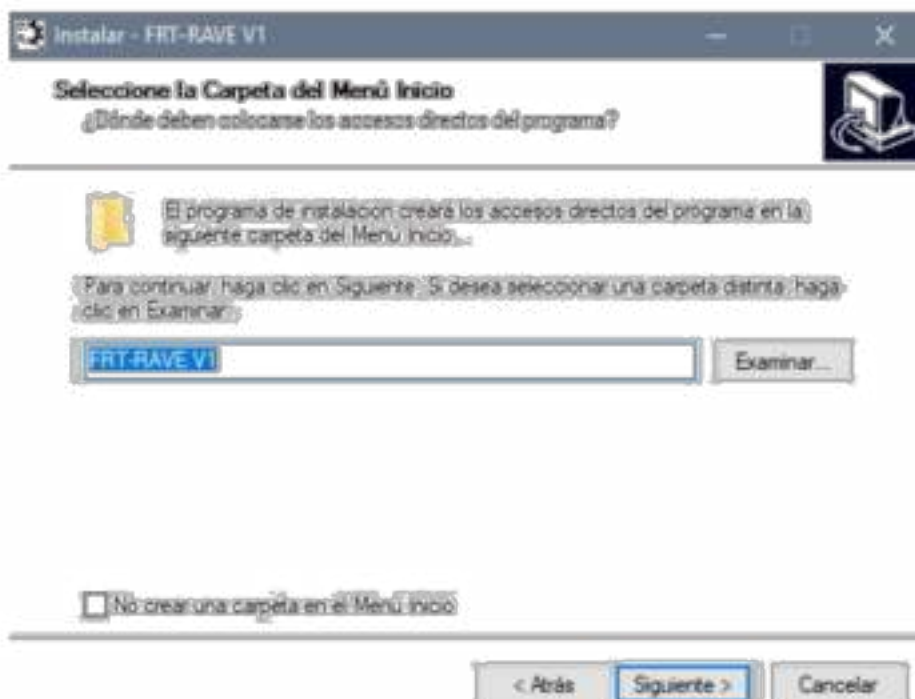 Instalar - FRT-RAVE V1
Seleccione la Carpeta del Menú Inicio
¿Dónde deben colocarse los accesos directos del programa?
El programa de instalación creará los accesos directos del programa en la
siguiente carpeta del Menú Inicio.
Para continuar, haga clic en Siguiente. Si desea seleccionar una carpeta distinta, haga
clic en Examinar.
FRT-RAVE V1
Examinar...
No crear una carpeta en el Menú Inicio
< Atrás
Siguiente >
Cancelar